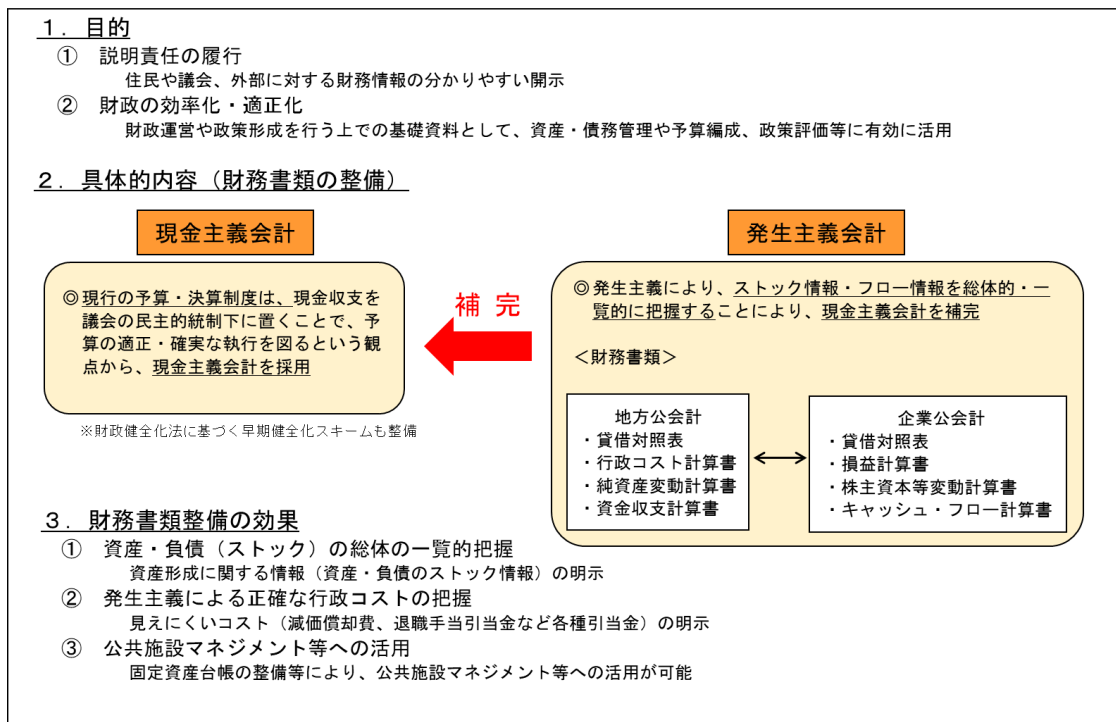 １．目的
① 説明責任の履行
住民や議会、外部に対する財務情報の分かりやすい開示
② 財政の効率化・適正化
財政運営や政策形成を行う上での基礎資料として、資産・債務管理や予算編成、政策評価等に有効に活用
２．具体的内容（財務書類の整備）
現金主義会計
◎現行の予算・決算制度は、現金収支を
議会の民主的統制下に置くことで、予
算の適正・確実な執行を図るという観
点から、現金主義会計を採用
※財政健全化法に基づく早期健全化スキームも整備
補 完
発生主義会計
◎発生主義により、ストック情報・フロー情報を総体的・一
覧的に把握することにより、現金主義会計を補完
＜財務書類＞
地方公会計
・貸借対照表
・行政コスト計算書
・純資産変動計算書
・資金収支計算書
企業公会計
・貸借対照表
・損益計算書
・株主資本等変動計算書
・キャッシュ・フロー計算書
３．財務書類整備の効果
① 資産・負債（ストック）の総体の一覧的把握
資産形成に関する情報（資産・負債のストック情報）の明示
② 発生主義による正確な行政コストの把握
見えにくいコスト（減価償却費、退職手当引当金など各種引当金）の明示
③ 公共施設マネジメント等への活用
固定資産台帳の整備等により、公共施設マネジメント等への活用が可能